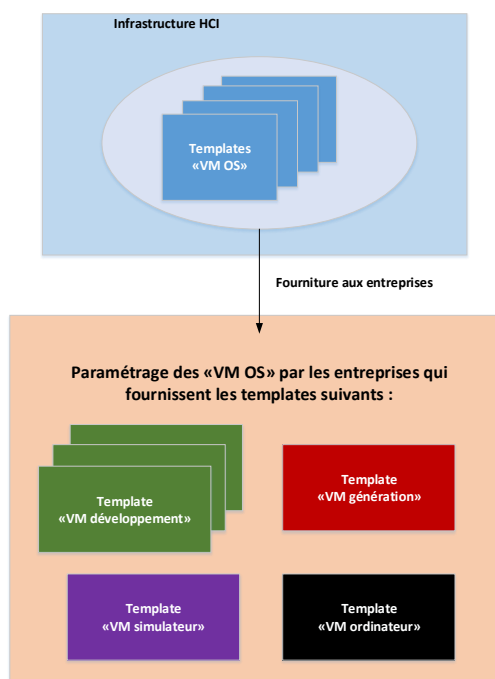 Infrastructure HCI
Templates
«VM OS»
Fourniture aux entreprises
Paramétrage des «VM OS» par les entreprises qui
fournissent les templates suivants :
Template
«VM développement»
Template
«VM génération»
Template
«VM simulateur»
Template
«VM ordinateur»